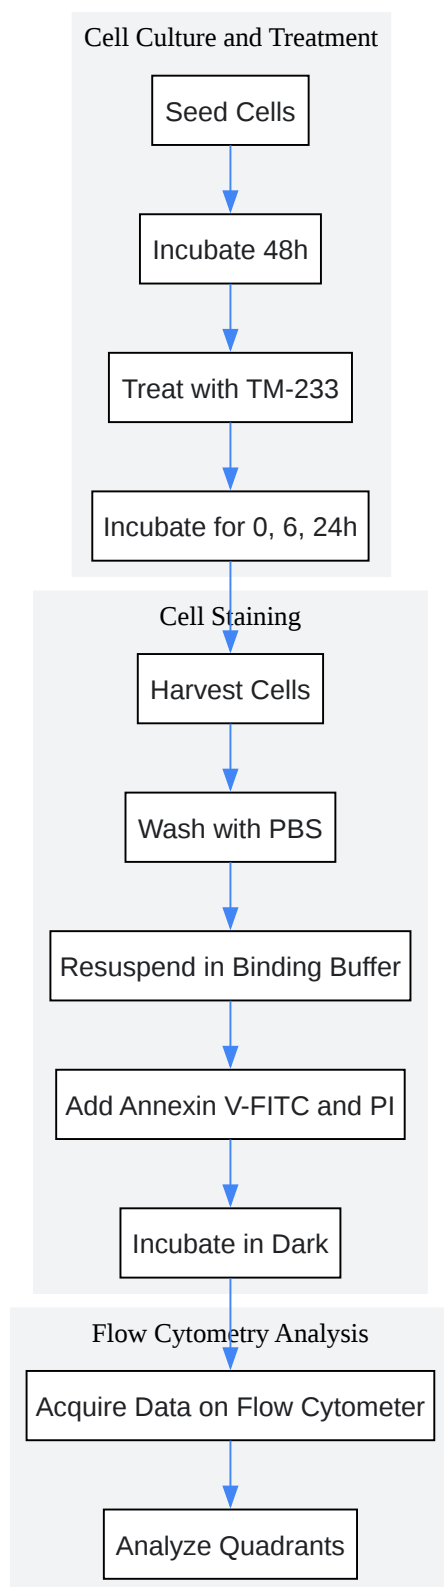 Cell Culture and Treatment
Seed Cells
Incubate 48h
Treat with TM-233
Incubate for 0, 6, 24h
Cell Staining
Harvest Cells
Wash with PBS
Resuspend in Binding Buffer
Add Annexin V-FITC and PI
Incubate in Dark
Flow Cytometry Analysis
Acquire Data on Flow Cytometer
Analyze Quadrants